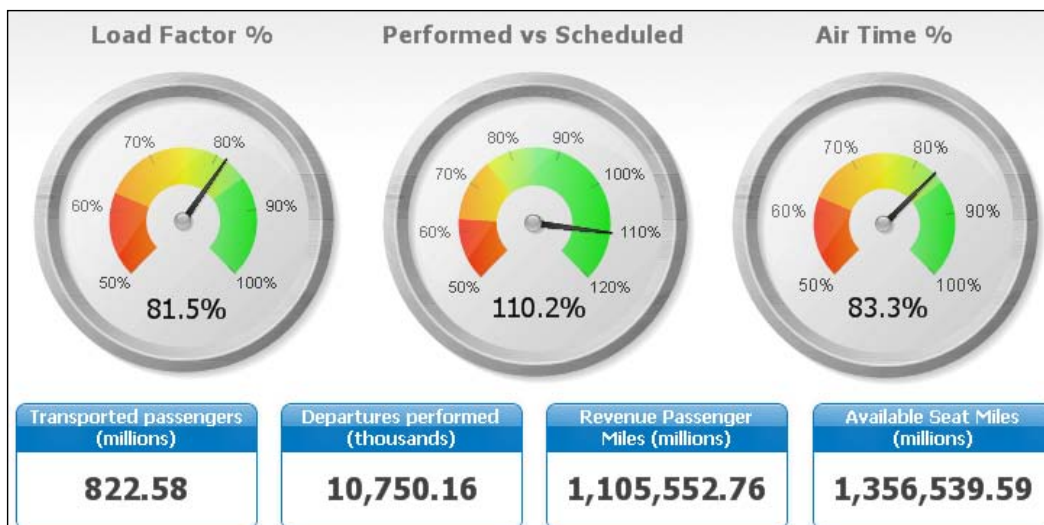 Load Factor %
Performed vs Scheduled
Air Time %
50%
60%
70%
80%
90%
100%
81.5%
50%
60%
70%
80%
90%
100%
110%
120%
110.2%
50%
60%
70%
80%
90%
100%
83.3%
Transported passengers
(millions)
822.58
Departures performed
(thousands)
10,750.16
Revenue Passenger
Miles (millions)
1,105,552.76
Available Seat Miles
(millions)
1,356,539.59